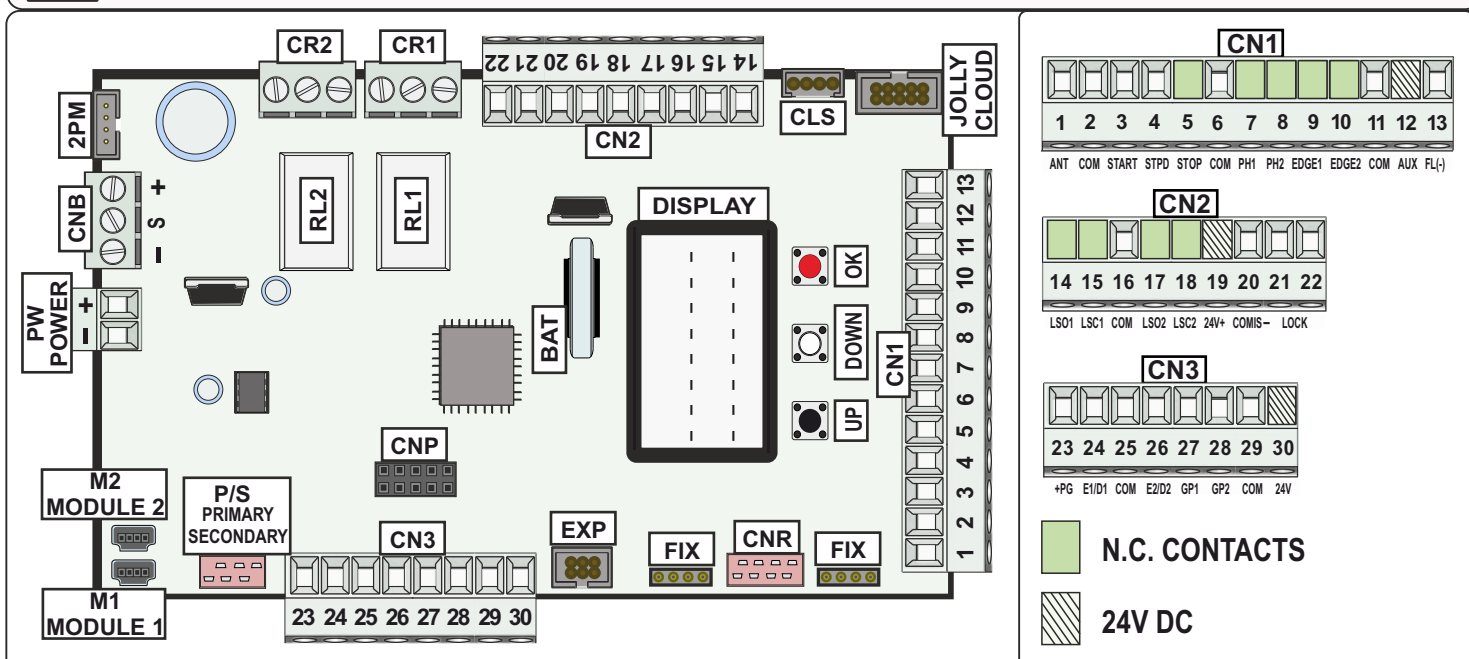 CR2
CR1
22 21 20 19 18 17 16 15 14
CN2
CLS
JOLLY
CLOUD
2PM
CNB
+
S
-
RL2
RL1
DISPLAY
13
12
11
10
9
8
7
6
5
4
3
2
1
CN1
OK
DOWN
UP
PW
POWER
+
-
BAT
CNP
M2
MODULE 2
P/S
PRIMARY
SECONDARY
CN3
EXP
FIX
CNR
FIX
M1
MODULE 1
23 24 25 26 27 28 29 30
CN1
1 2 3 4 5 6 7 8 9 10 11 12 13
ANT COM START STPD STOP COM PH1 PH2 EDGE1 EDGE2 COM AUX FL(-)
CN2
14 15 16 17 18 19 20 21 22
LSO1 LSC1 COM LSO2 LSC2 24V+ COMIS- LOCK
CN3
23 24 25 26 27 28 29 30
+PG E1/D1 COM E2/D2 GP1 GP2 COM 24V
N.C. CONTACTS
24V DC